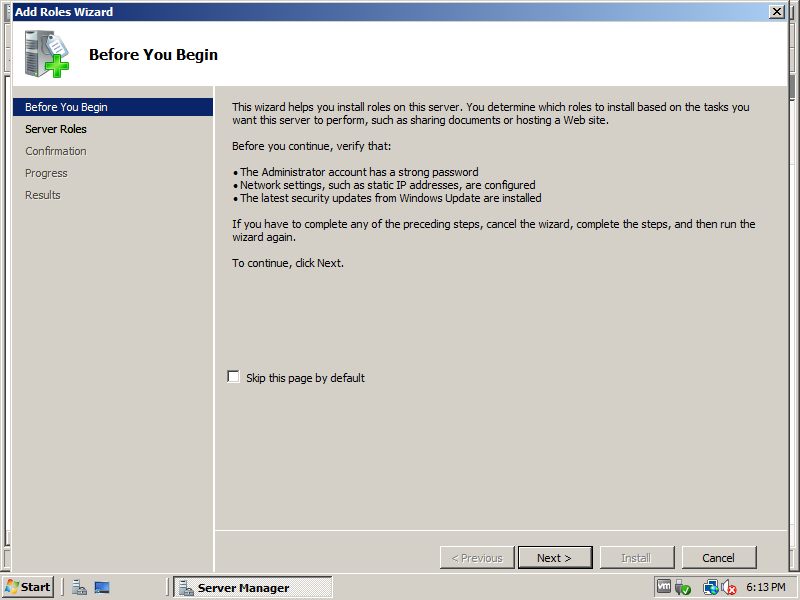 Add Roles Wizard
Before You Begin
Before You Begin
Server Roles
Confirmation
Progress
Results
This wizard helps you install roles on this server. You determine which roles to install based on the tasks you
want this server to perform, such as sharing documents or hosting a Web site.
Before you continue, verify that:
• The Administrator account has a strong password
• Network settings, such as static IP addresses, are configured
• The latest security updates from Windows Update are installed
If you have to complete any of the preceding steps, cancel the wizard, complete the steps, and then run the
wizard again.
To continue, click Next.
Skip this page by default
< Previous
Next >
Install
Cancel
Start
Server Manager
vm
6:13 PM